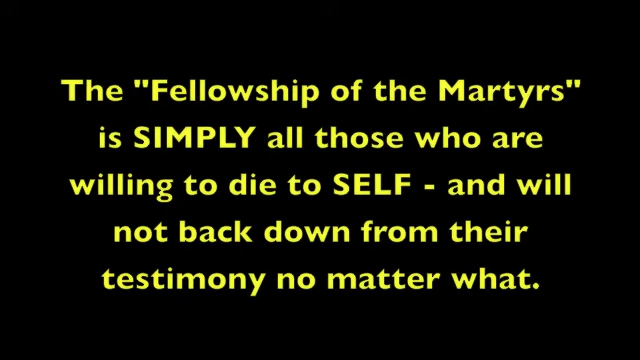 The "Fellowship of the Martyrs"
is SIMPLY all those who are
willing to die to SELF - and will
not back down from their
testimony no matter what.